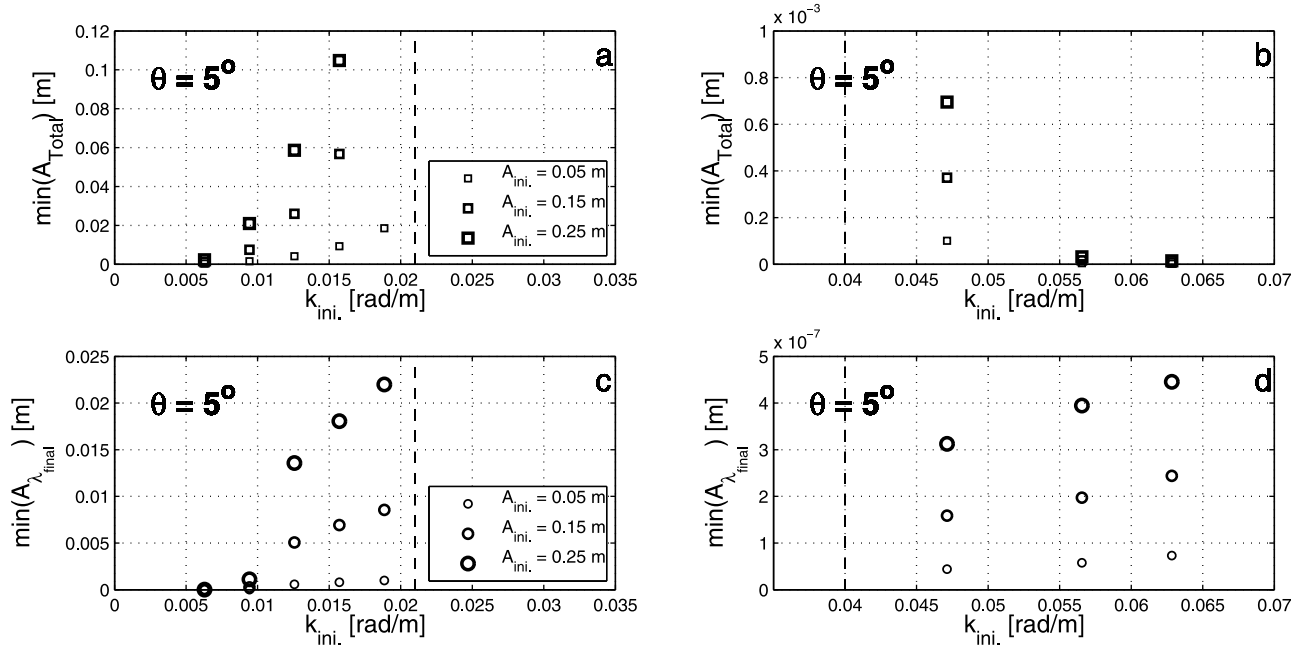 a
θ = 5°
0.12
0.1
0.08
0.06
0.04
0.02
0
min(A_Total) [m]
A_ini. = 0.05 m
A_ini. = 0.15 m
A_ini. = 0.25 m
0 0.005 0.01 0.015 0.02 0.025 0.03 0.035
k_ini. [rad/m]
x 10^-3
b
θ = 5°
1
0.8
0.6
0.4
0.2
0
min(A_Total) [m]
0.04 0.045 0.05 0.055 0.06 0.065 0.07
k_ini. [rad/m]
c
θ = 5°
0.025
0.02
0.015
0.01
0.005
0
min(A_λ_final) [m]
A_ini. = 0.05 m
A_ini. = 0.15 m
A_ini. = 0.25 m
0 0.005 0.01 0.015 0.02 0.025 0.03 0.035
k_ini. [rad/m]
x 10^-7
d
θ = 5°
5
4
3
2
1
0
min(A_λ_final) [m]
0.04 0.045 0.05 0.055 0.06 0.065 0.07
k_ini. [rad/m]